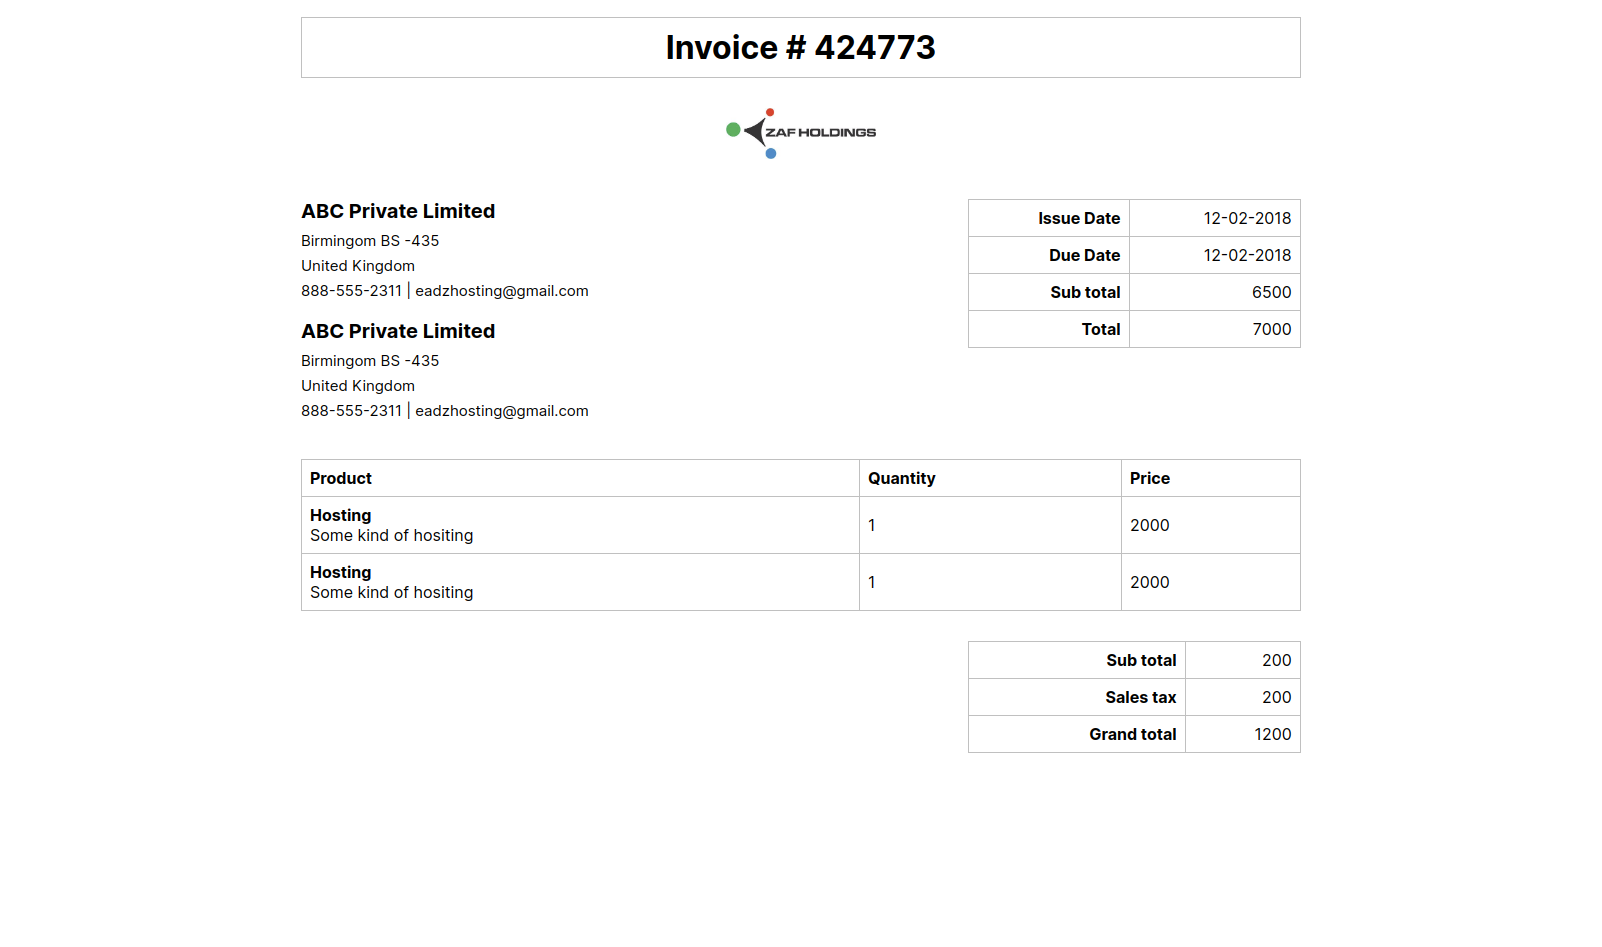 Invoice # 424773
ZAF HOLDINGS
ABC Private Limited
Birmingom BS -435
United Kingdom
888-555-2311 | eadzhosting@gmail.com
ABC Private Limited
Birmingom BS -435
United Kingdom
888-555-2311 | eadzhosting@gmail.com
Issue Date 12-02-2018
Due Date 12-02-2018
Sub total 6500
Total 7000
Product Quantity Price
Hosting
Some kind of hositing 1 2000
Hosting
Some kind of hositing 1 2000
Sub total 200
Sales tax 200
Grand total 1200